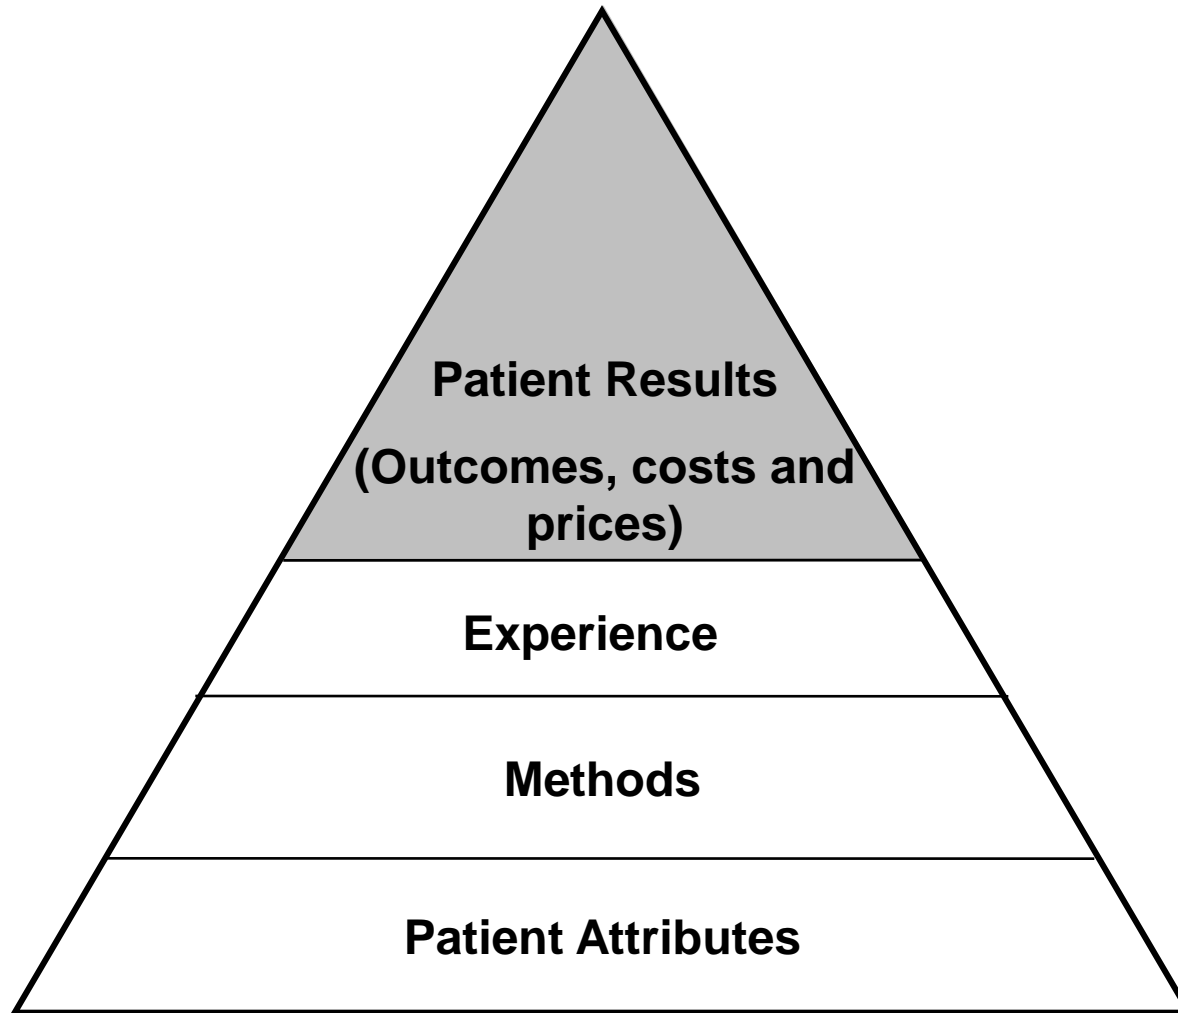 Patient Results
(Outcomes, costs and
prices)
Experience
Methods
Patient Attributes